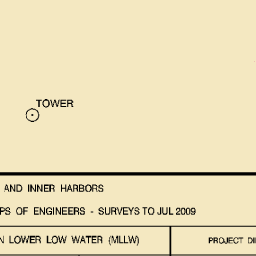 TOWER
AND INNER HARBORS
PS OF ENGINEERS - SURVEYS TO JUL 2009
N LOWER LOW WATER (MLLW)
PROJECT DI